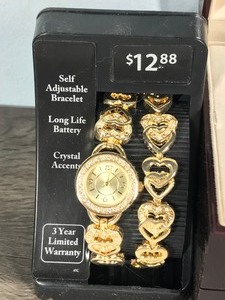 $12.88
Self
Adjustable
Bracelet
Long Life
Battery
Crystal
Accents
3 Year
Limited
Warranty